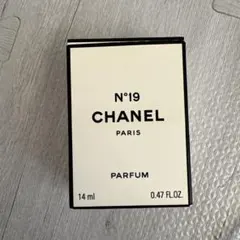 N°19
CHANEL
PARIS
PARFUM
14 ml 0.47 FL.OZ.